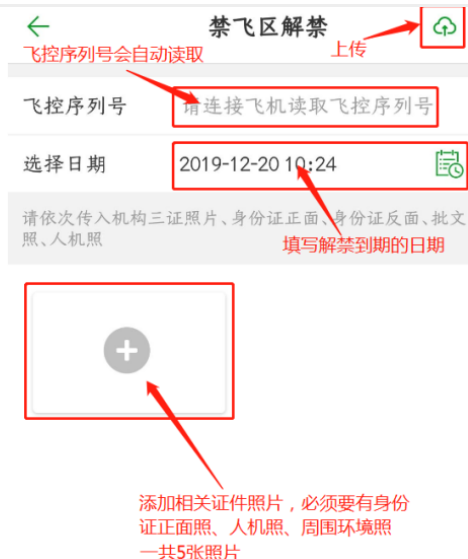 禁飞区解禁
飞控序列号会自动读取
上传
飞控序列号
请连接飞机读取飞控序列号
选择日期
2019-12-20 10:24
请依次传入机构三证照片、身份证正面、身份证反面、批文
照、人机照
填写解禁到期的日期
添加相关证件照片，必须要有身份
证正面照、人机照、周围环境照
一共5张照片